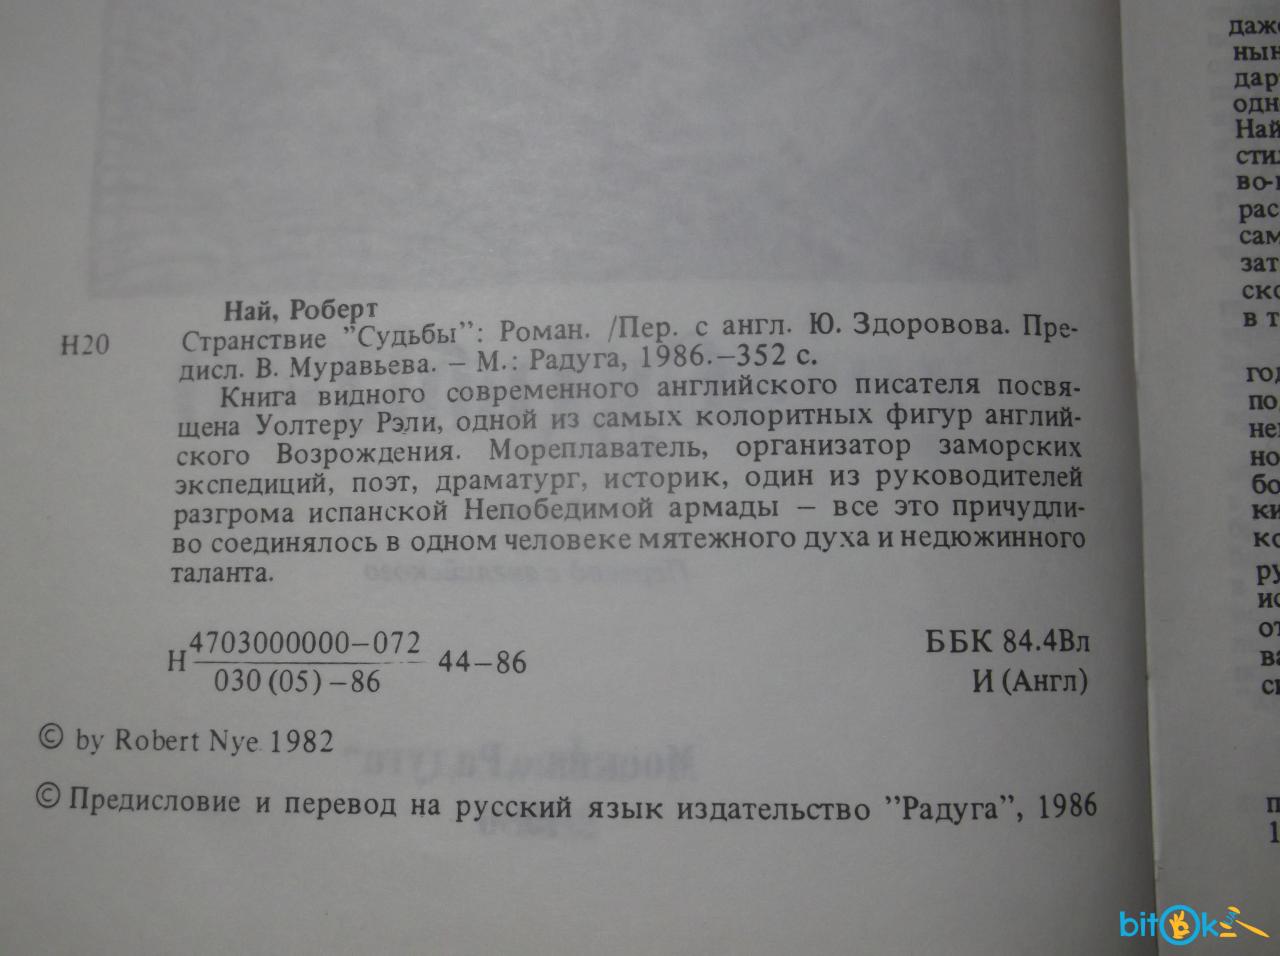 Най, Роберт
Н20
Странствие "Судьбы": Роман. /Пер. с англ. Ю. Здоровова. Пре-
дисл. В. Муравьева. – М.: Радуга, 1986.–352 с.
Книга видного современного английского писателя посвя-
щена Уолтеру Рэли, одной из самых колоритных фигур англий-
ского Возрождения. Мореплаватель, организатор заморских
экспедиций, поэт, драматург, историк, один из руководителей
разгрома испанской Непобедимой армады – все это причудли-
во соединялось в одном человеке мятежного духа и недюжинного
таланта.
Н 4703000000–072 44–86
030 (05) –86
ББК 84.4Вл
И (Англ)
© by Robert Nye 1982
© Предисловие и перевод на русский язык издательство "Радуга", 1986
bitok